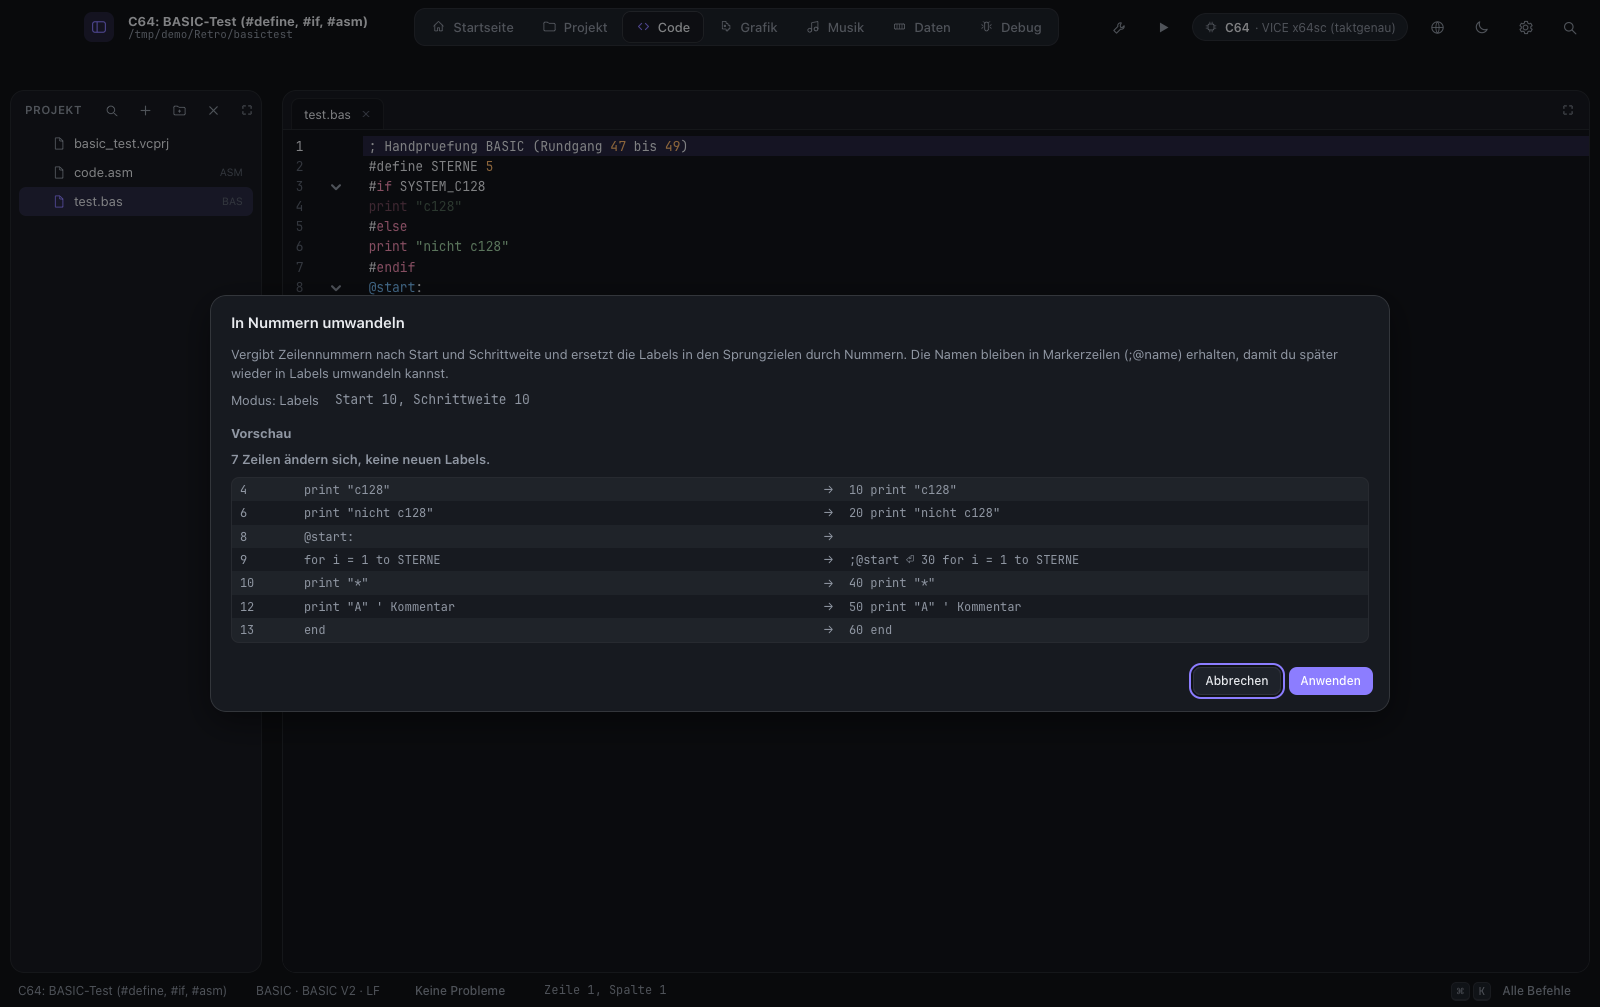 C64: BASIC-Test (#define, #if, #asm)
/tmp/demo/Retro/basictest
Startseite
Projekt
Code
Grafik
Musik
Daten
Debug
C64 · VICE x64sc (taktgenau)
PROJEKT
basic_test.vcprj
code.asm ASM
test.bas BAS
test.bas ×
1 ; Handpruefung BASIC (Rundgang 47 bis 49)
2 #define STERNE 5
3 #if SYSTEM_C128
4 print "c128"
5 #else
6 print "nicht c128"
7 #endif
8 @start:
In Nummern umwandeln
Vergibt Zeilennummern nach Start und Schrittweite und ersetzt die Labels in den Sprungzielen durch Nummern. Die Namen bleiben in Markerzeilen (;@name) erhalten, damit du später
wieder in Labels umwandeln kannst.
Modus: Labels Start 10, Schrittweite 10
Vorschau
7 Zeilen ändern sich, keine neuen Labels.
4 print "c128" → 10 print "c128"
6 print "nicht c128" → 20 print "nicht c128"
8 @start: →
9 for i = 1 to STERNE → ;@start ⏎ 30 for i = 1 to STERNE
10 print "*" → 40 print "*"
12 print "A" ' Kommentar → 50 print "A" ' Kommentar
13 end → 60 end
Abbrechen
Anwenden
C64: BASIC-Test (#define, #if, #asm)
BASIC · BASIC V2 · LF
Keine Probleme
Zeile 1, Spalte 1
⌘ K Alle Befehle